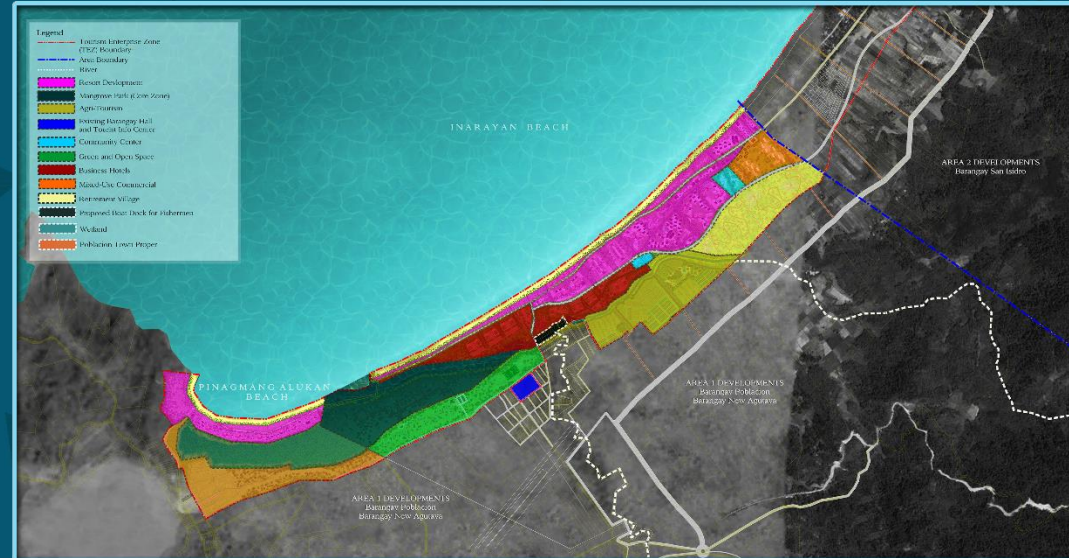 Legend
Tourism Enterprise Zone
(TEZ) Boundary
Area Boundary
River
Resort Development
Mangrove Park (Core Zone)
Agri-Tourism
Existing Barangay Hall
and Tourist Info Center
Community Center
Green and Open Space
Business Hotels
Mixed-Use Commercial
Retirement Village
Proposed Boat Dock for Fishermen
Wetland
Poblacion Town Proper
INARAYAN BEACH
AREA 2 DEVELOPMENTS
Barangay San Isidro
PINAGMANG ALUKAN
BEACH
AREA 1 DEVELOPMENTS
Barangay Poblacion
Barangay New Agutaya
AREA 1 DEVELOPMENTS
Barangay Poblacion
Barangay New Agutaya